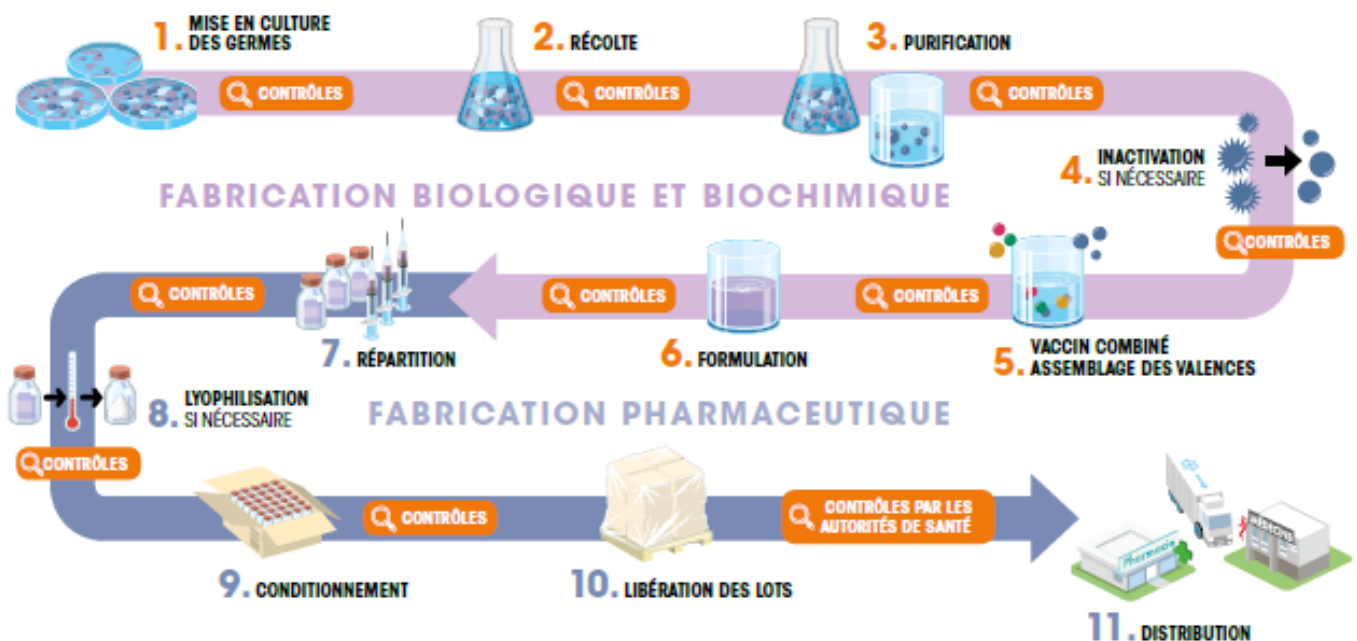 1. MISE EN CULTURE
DES GERMES
2. RÉCOLTE
3. PURIFICATION
CONTRÔLES
CONTRÔLES
CONTRÔLES
4. INACTIVATION
SI NÉCESSAIRE
FABRICATION BIOLOGIQUE ET BIOCHIMIQUE
CONTRÔLES
CONTRÔLES
CONTRÔLES
CONTRÔLES
7. RÉPARTITION
6. FORMULATION
5. VACCIN COMBINÉ
ASSEMBLAGE DES VALENCES
8. LYOPHILISATION
SI NÉCESSAIRE
FABRICATION PHARMACEUTIQUE
CONTRÔLES
CONTRÔLES
CONTRÔLES PAR LES
AUTORITÉS DE SANTÉ
MÉDECINS
Pharmacie
9. CONDITIONNEMENT
10. LIBÉRATION DES LOTS
11. DISTRIBUTION